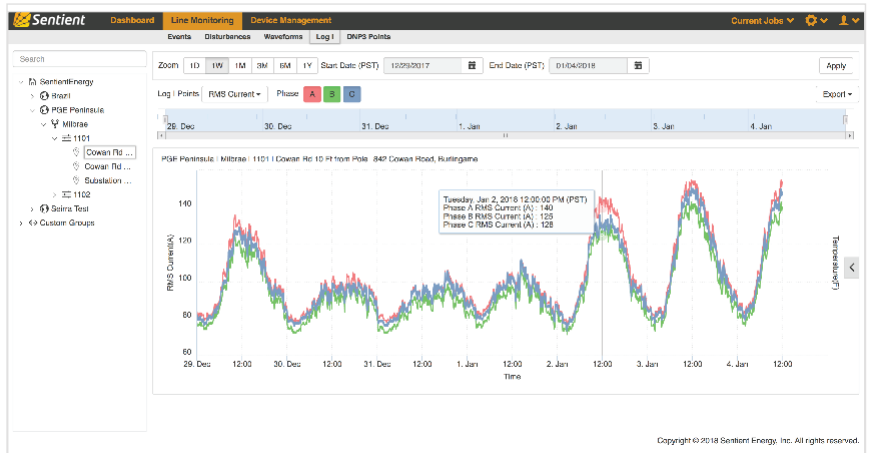 Sentient Dashboard Line Monitoring Device Management Current Jobs
Events Disturbances Waveforms Log I DNP3 Points
Search
Zoom 1D 1W 1M 3M 6M 1Y Start Date (PST) 12/29/2017 End Date (PST) 01/04/2018 Apply
SentientEnergy
Brazil
PGE Peninsula
Milbrae
1101
Cowan Rd ...
Cowan Rd ...
Substation ...
1102
Seims Test
Custom Groups
Log I Points RMS Current Phase A B C Export
29. Dec 30. Dec 31. Dec 1. Jan 2. Jan 3. Jan 4. Jan
PGE Peninsula | Milbrae | 1101 | Cowan Rd 10 Ft from Pole 842 Cowan Road, Burlingame
Tuesday, Jan 2, 2018 12:00:00 PM (PST)
Phase A RMS Current (A) : 140
Phase B RMS Current (A) : 125
Phase C RMS Current (A) : 128
RMS Current(A)
140
120
100
80
60
Temperature(F)
29. Dec 12:00 30. Dec 12:00 31. Dec 12:00 1. Jan 12:00 2. Jan 12:00 3. Jan 12:00 4. Jan 12:00
Time
Copyright © 2018 Sentient Energy, Inc. All rights reserved.